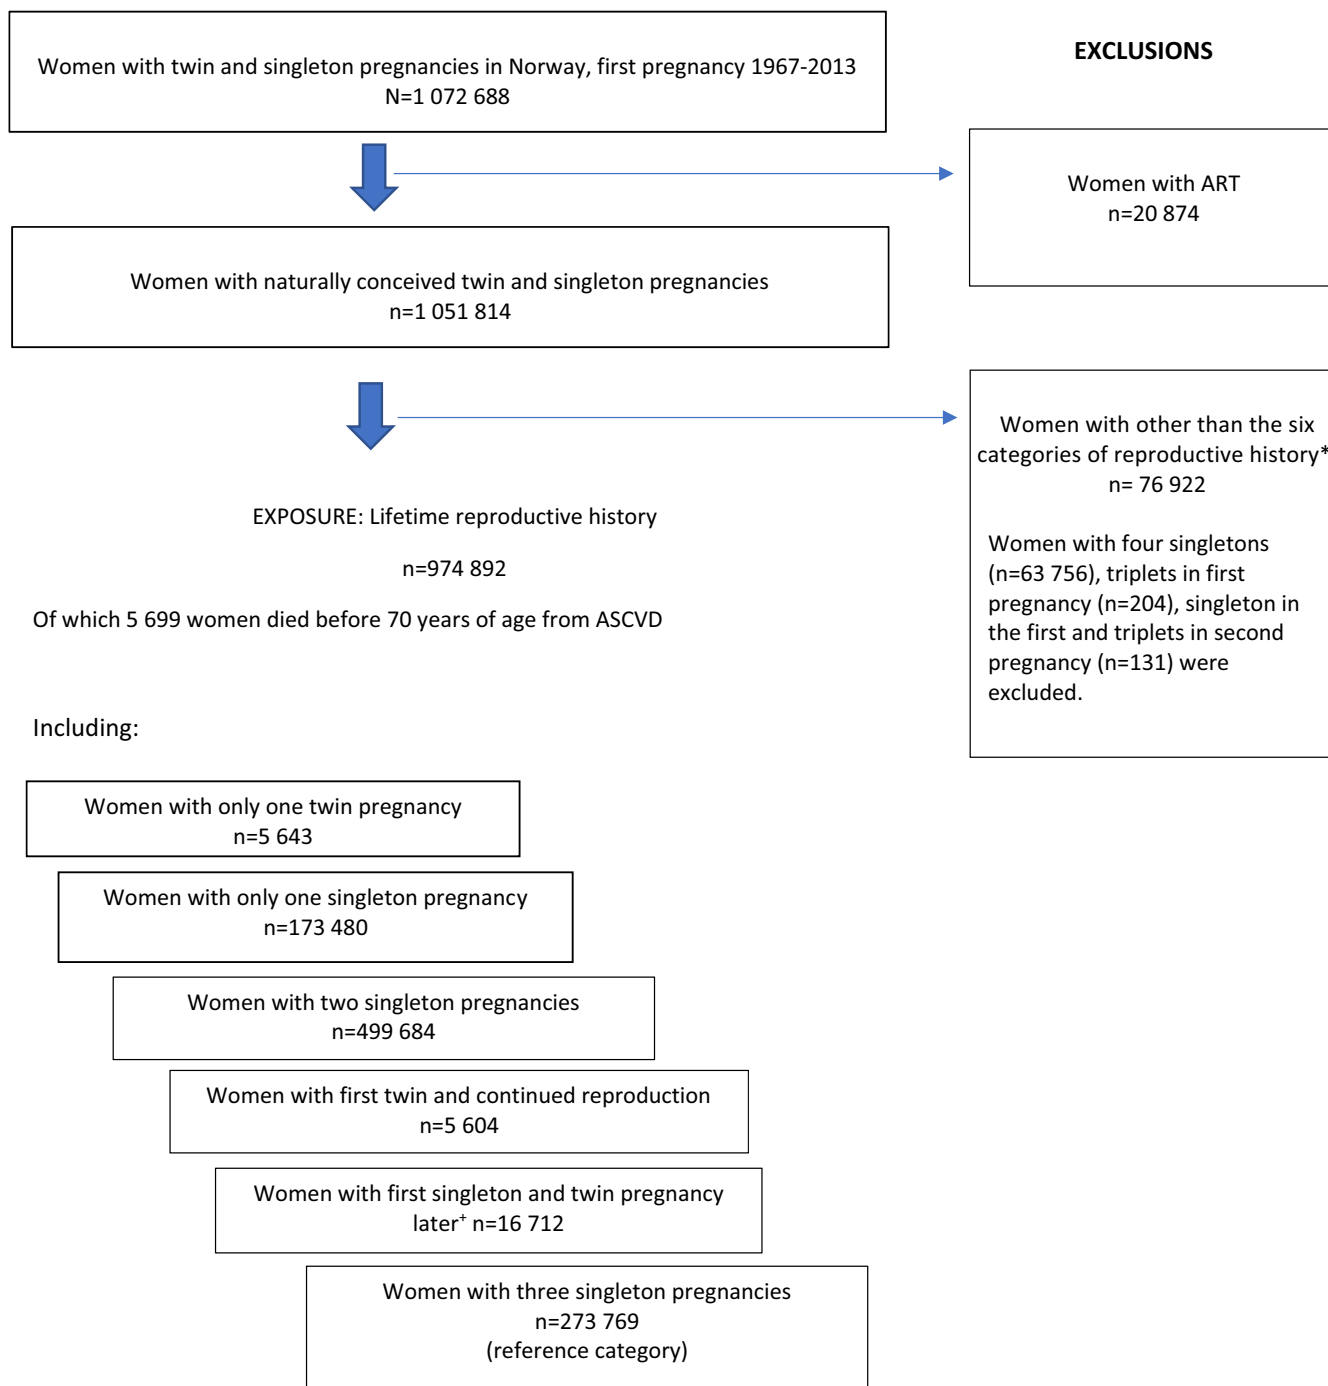 Women with twin and singleton pregnancies in Norway, first pregnancy 1967-2013
N=1 072 688
EXCLUSIONS
Women with ART
n=20 874
Women with naturally conceived twin and singleton pregnancies
n=1 051 814
Women with other than the six
categories of reproductive history*
n= 76 922
Women with four singletons
(n=63 756), triplets in first
pregnancy (n=204), singleton in
the first and triplets in second
pregnancy (n=131) were
excluded.
EXPOSURE: Lifetime reproductive history
n=974 892
Of which 5 699 women died before 70 years of age from ASCVD
Including:
Women with only one twin pregnancy
n=5 643
Women with only one singleton pregnancy
n=173 480
Women with two singleton pregnancies
n=499 684
Women with first twin and continued reproduction
n=5 604
Women with first singleton and twin pregnancy
later⁺ n=16 712
Women with three singleton pregnancies
n=273 769
(reference category)